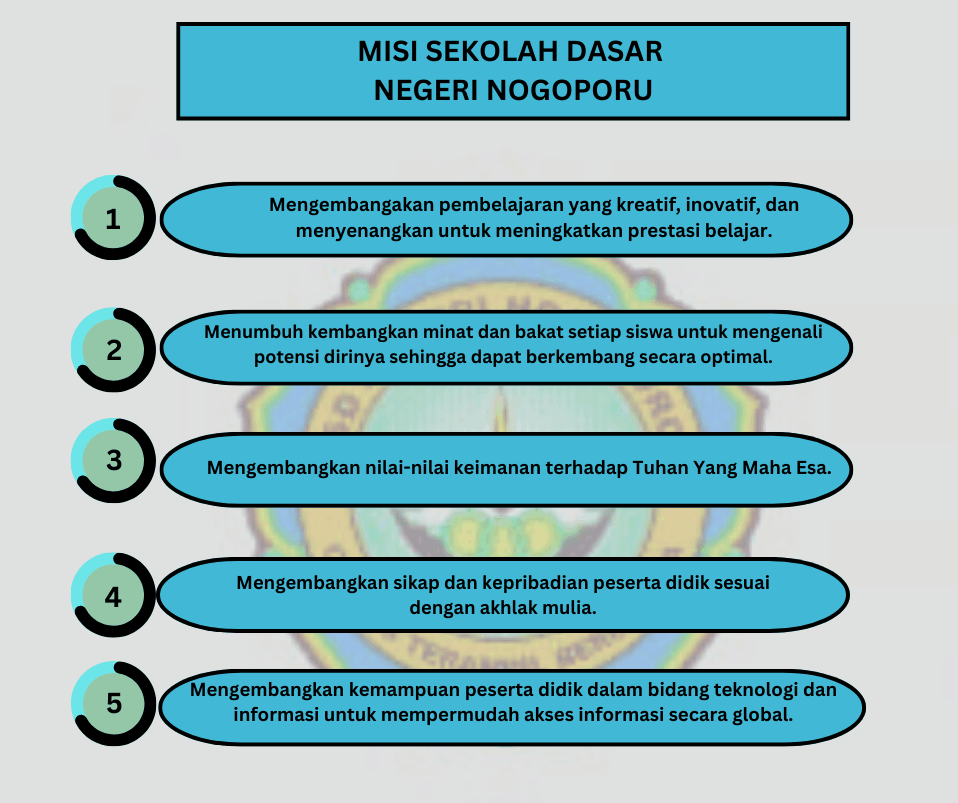 MISI SEKOLAH DASAR
NEGERI NOGOPORU
1
Mengembangakan pembelajaran yang kreatif, inovatif, dan
menyenangkan untuk meningkatkan prestasi belajar.
2
Menumbuh kembangkan minat dan bakat setiap siswa untuk mengenali
potensi dirinya sehingga dapat berkembang secara optimal.
3
Mengembangkan nilai-nilai keimanan terhadap Tuhan Yang Maha Esa.
4
Mengembangkan sikap dan kepribadian peserta didik sesuai
dengan akhlak mulia.
5
Mengembangkan kemampuan peserta didik dalam bidang teknologi dan
informasi untuk mempermudah akses informasi secara global.